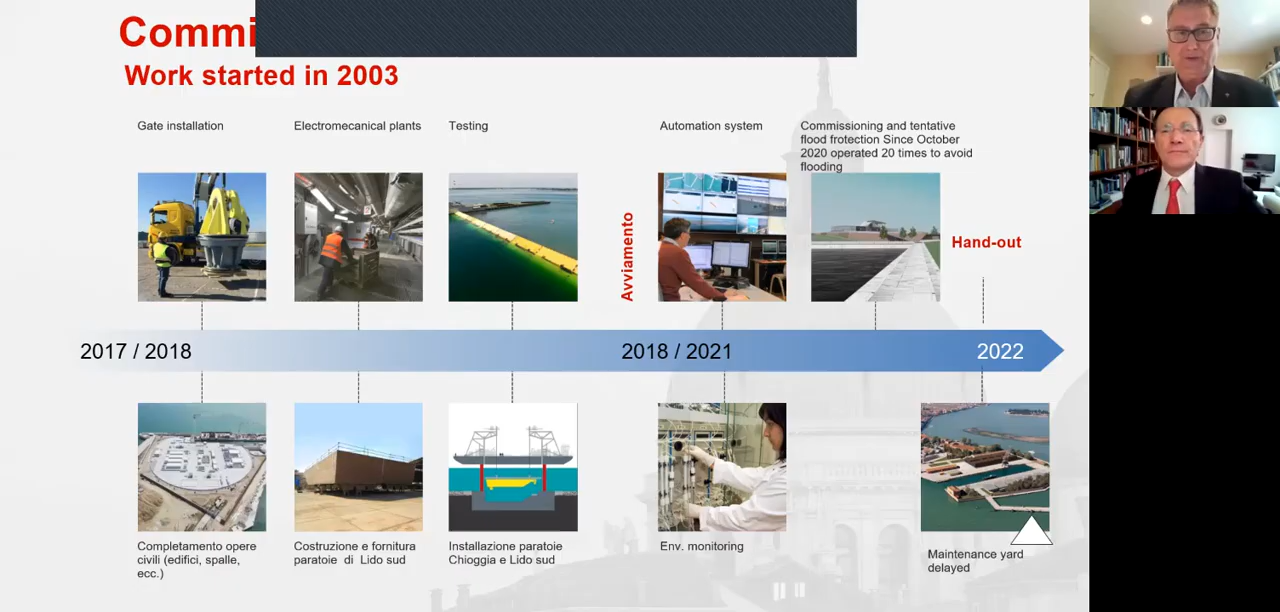 Commi
Work started in 2003
Gate installation
Electromecanical plants
Testing
Automation system
Commissioning and tentative
flood frotection Since October
2020 operated 20 times to avoid
flooding
Avviamento
Hand-out
2017 / 2018
2018 / 2021
2022
Completamento opere
civili (edifici, spalle,
ecc.)
Costruzione e fornitura
paratoie di Lido sud
Installazione paratoie
Chioggia e Lido sud
Env. monitoring
Maintenance yard
delayed